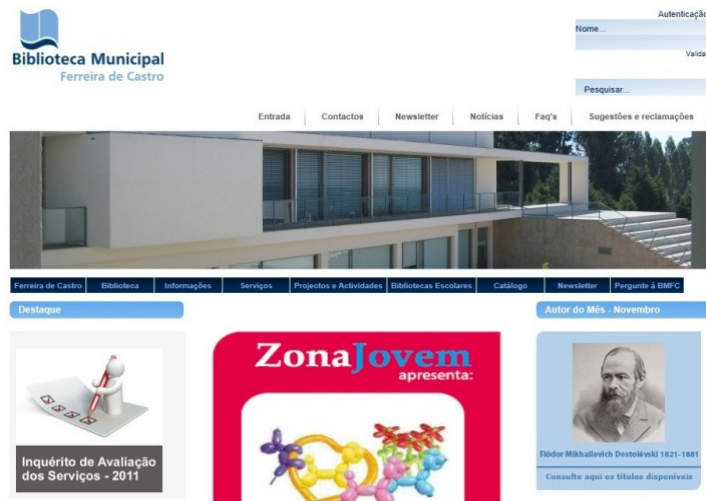 Autenticação
Nome...
Valida
Biblioteca Municipal
Ferreira de Castro
Pesquisar...
Entrada
Contactos
Newsletter
Notícias
Faq's
Sugestões e reclamações
Ferreira de Castro
Biblioteca
Informações
Serviços
Projectos e Actividades
Bibliotecas Escolares
Catálogo
Newsletter
Pergunte à BMFC
Destaque
Inquérito de Avaliação
dos Serviços - 2011
ZonaJovem
apresenta:
Autor do Mês - Novembro
Fiódor Mikhailevich Dostoiévski 1821-1881
Consulte aqui os títulos disponíveis